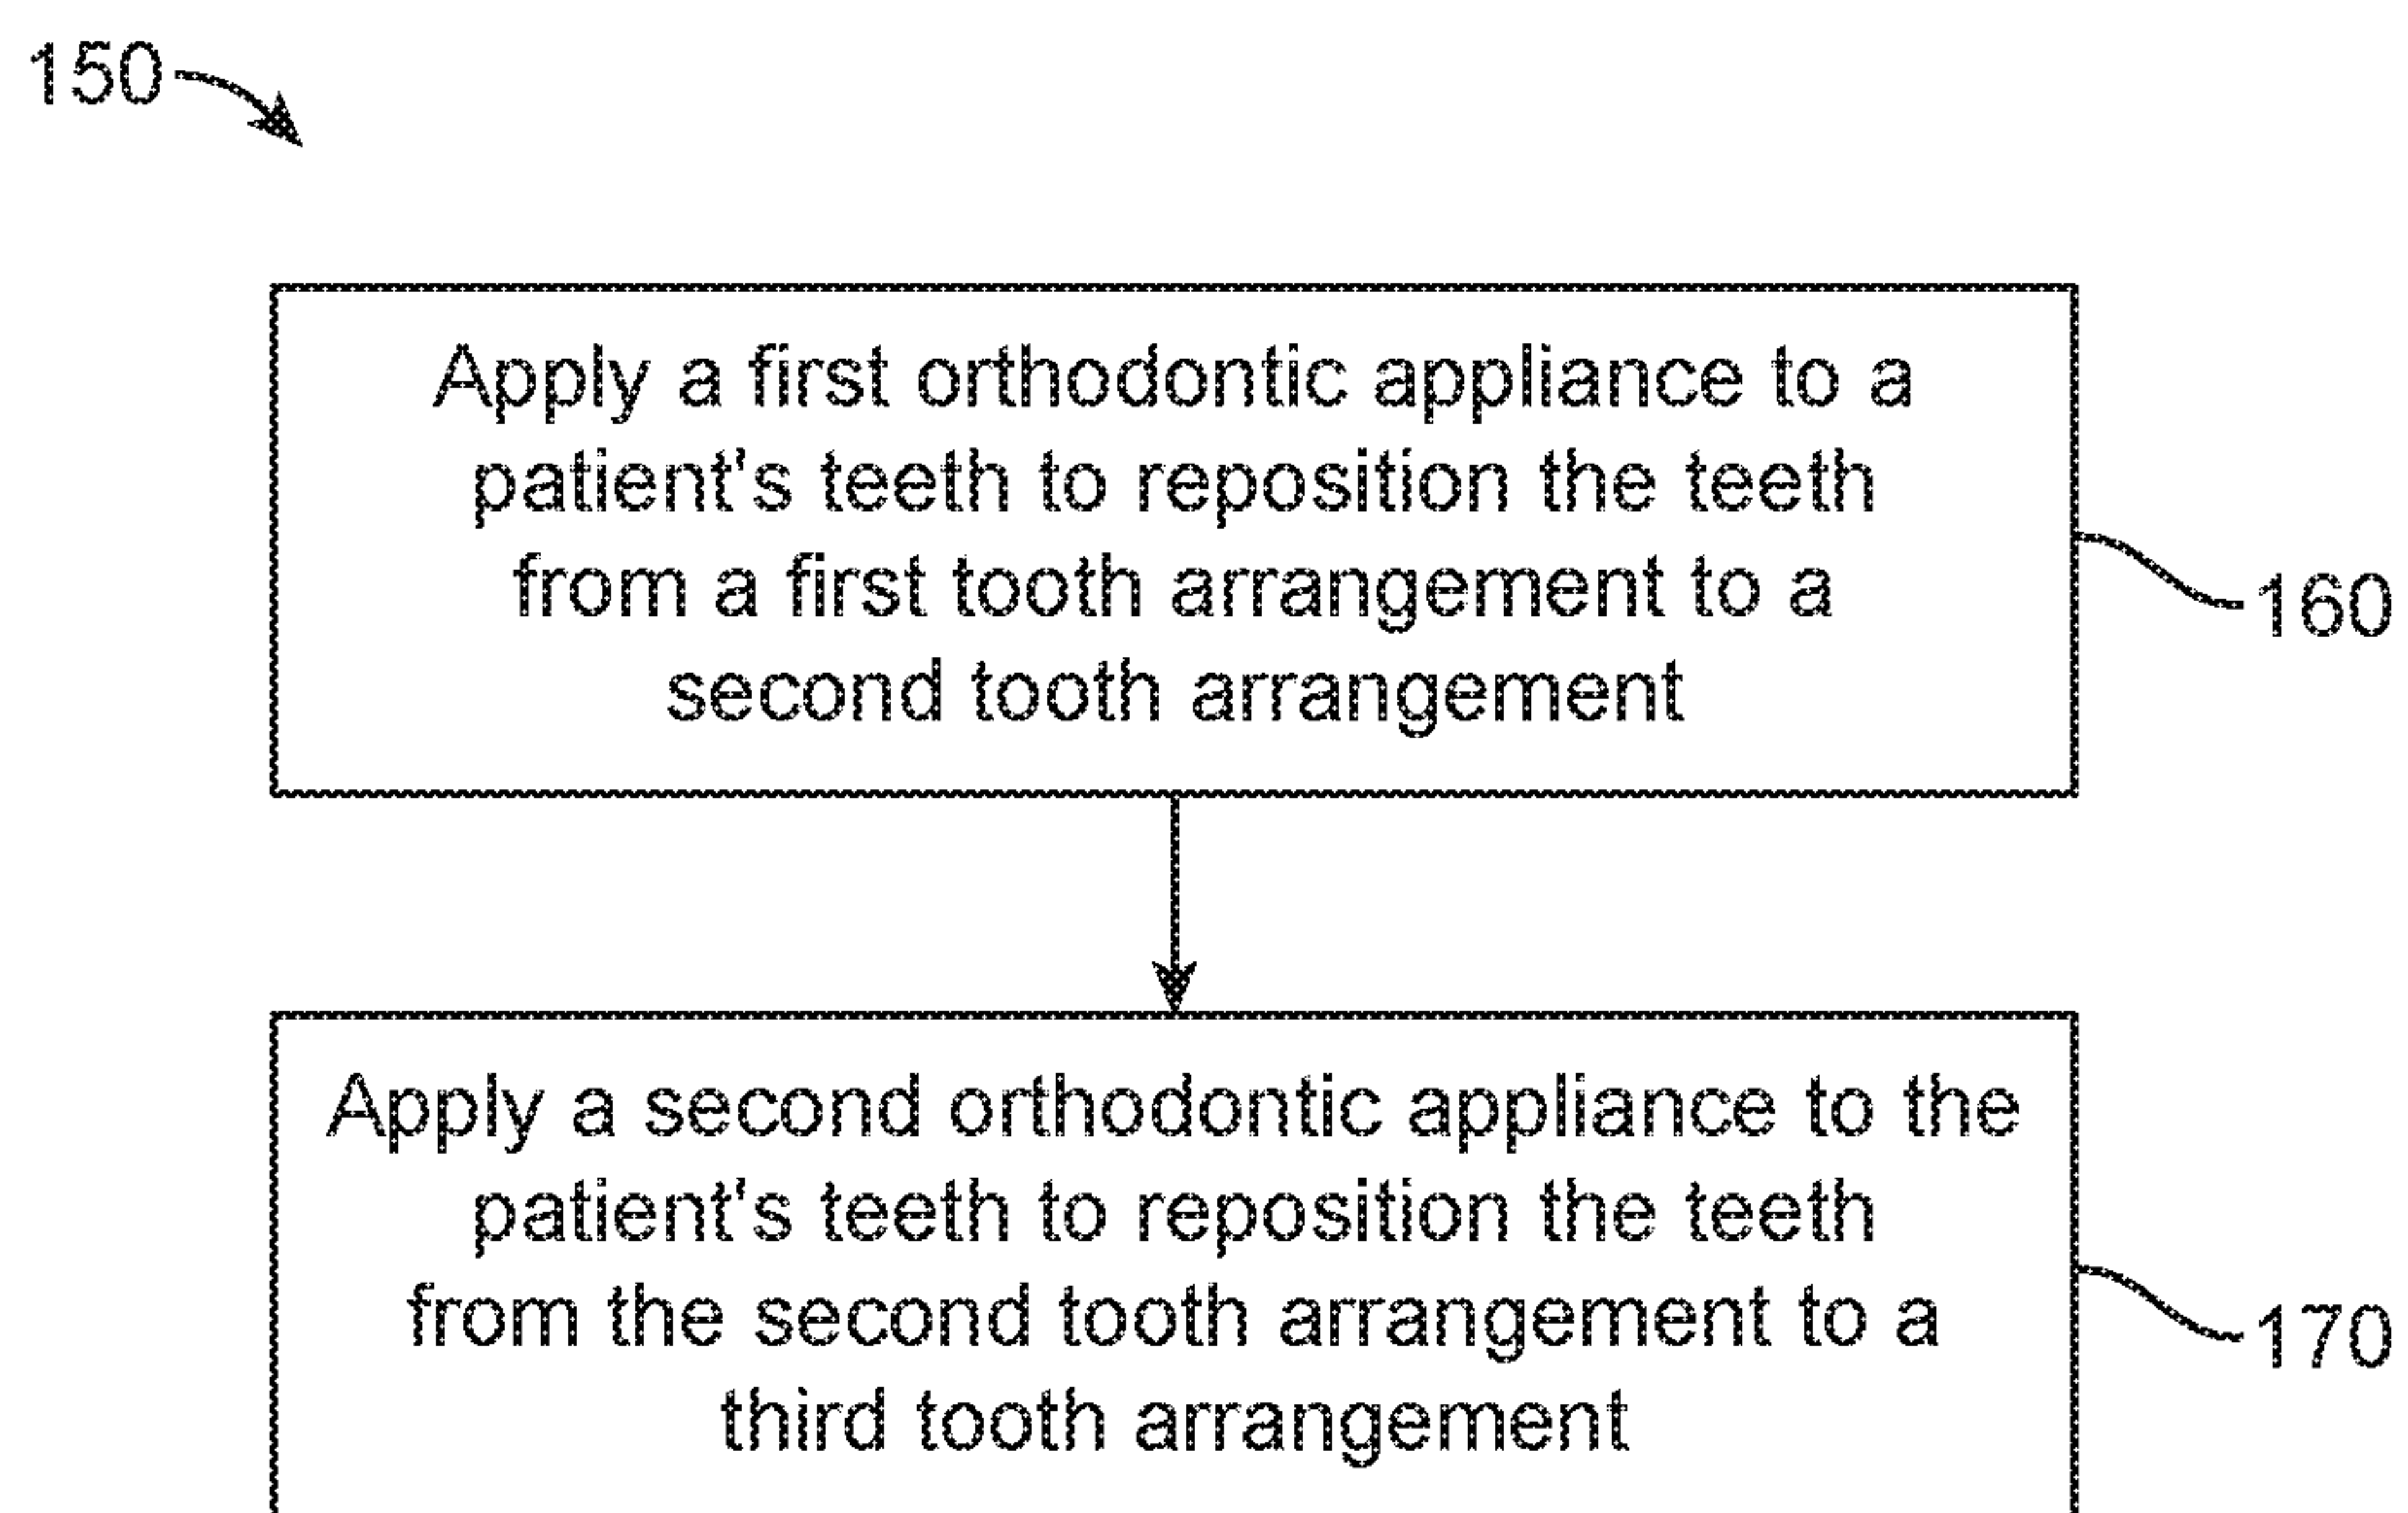 150
Apply a first orthodontic appliance to a
patient's teeth to reposition the teeth
from a first tooth arrangement to a
second tooth arrangement
160
Apply a second orthodontic appliance to the
patient's teeth to reposition the teeth
from the second tooth arrangement to a
third tooth arrangement
170